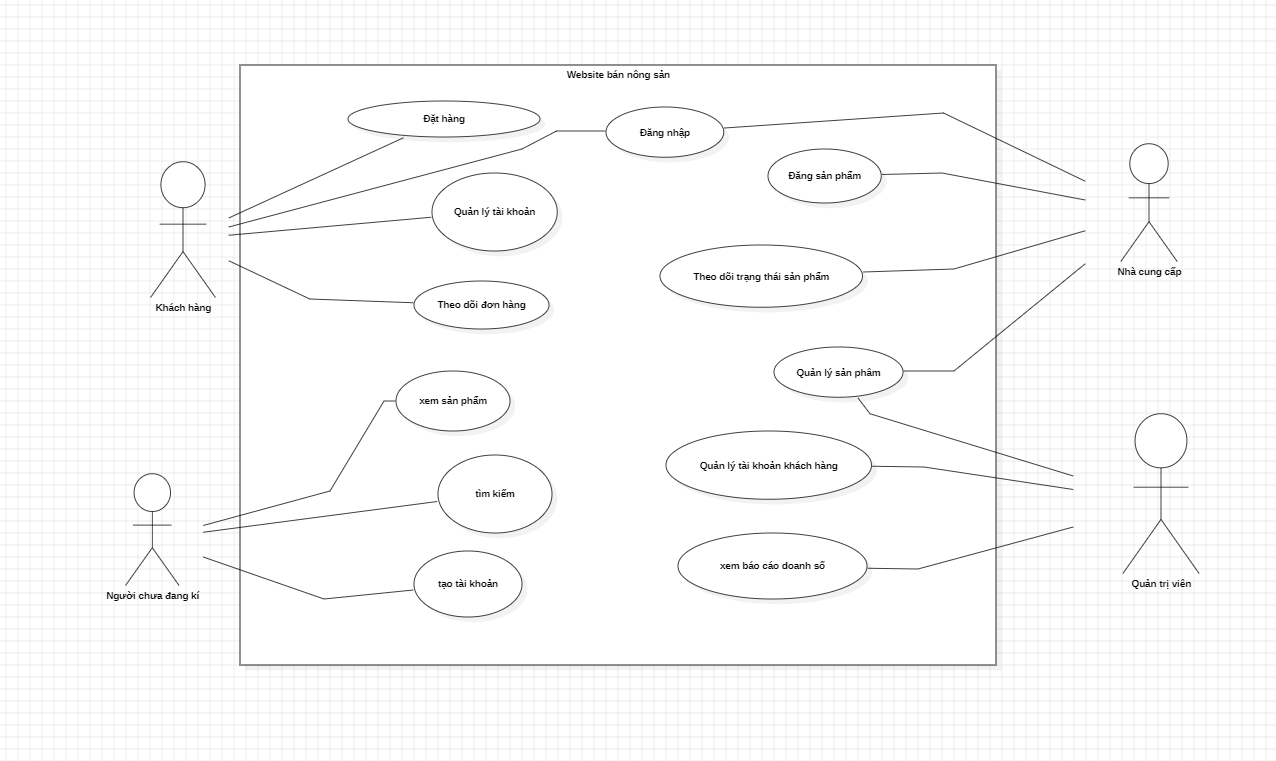 Website bán nông sản
Đặt hàng
Đăng nhập
Đăng sản phẩm
Quản lý tài khoản
Theo dõi trạng thái sản phẩm
Nhà cung cấp
Khách hàng
Theo dõi đơn hàng
Quản lý sản phâm
xem sản phẩm
Quản lý tài khoản khách hàng
tìm kiếm
xem báo cáo doanh số
tạo tài khoản
Quản trị viên
Người chưa đang kí